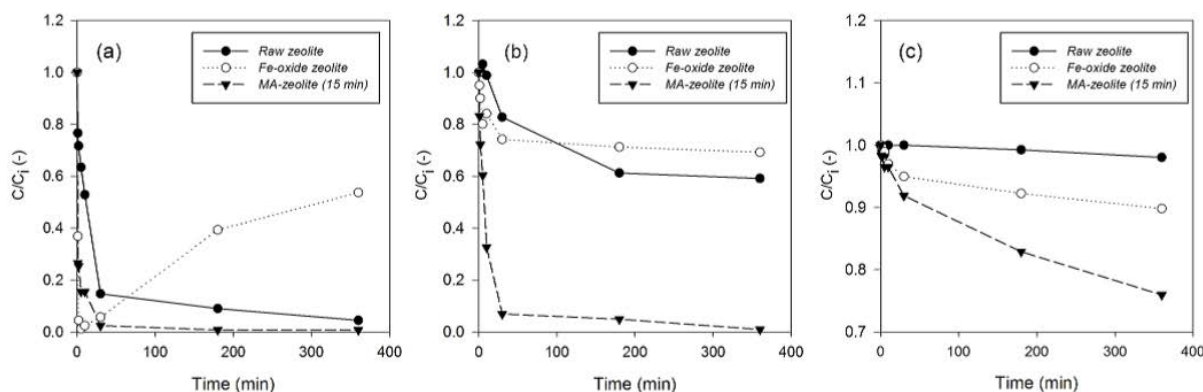 (a)
Raw zeolite
Fe-oxide zeolite
MA-zeolite (15 min)
1.2
1.0
0.8
0.6
0.4
0.2
0.0
C/Ci (-)
0 100 200 300 400
Time (min)
(b)
Raw zeolite
Fe-oxide zeolite
MA-zeolite (15 min)
1.2
1.0
0.8
0.6
0.4
0.2
0.0
C/Ci (-)
0 100 200 300 400
Time (min)
(c)
Raw zeolite
Fe-oxide zeolite
MA-zeolite (15 min)
1.2
1.1
1.0
0.9
0.8
0.7
C/Ci (-)
0 100 200 300 400
Time (min)